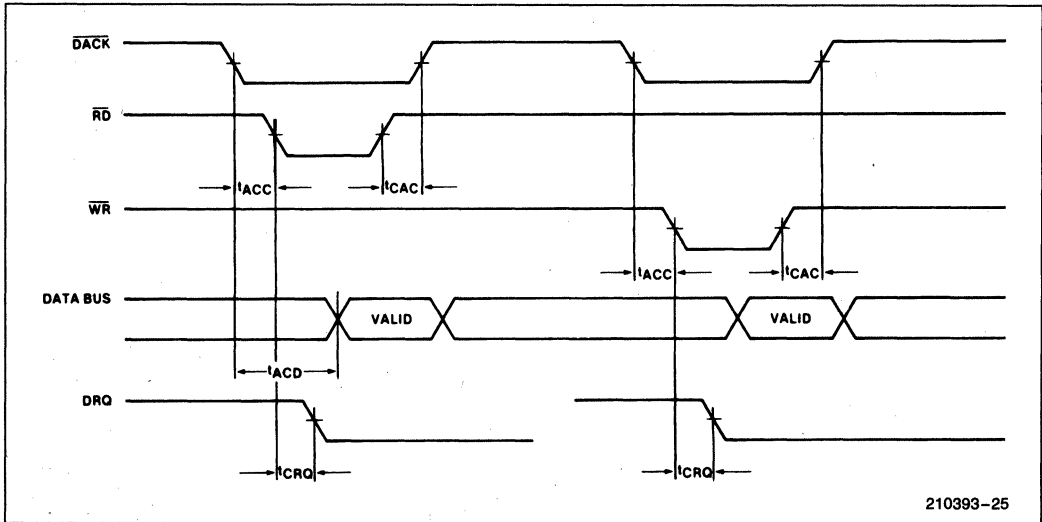 DACK
RD
tACC tCAC
WR
tACC tCAC
DATA BUS VALID VALID
tACD
DRQ
tCRQ tCRQ
210393–25